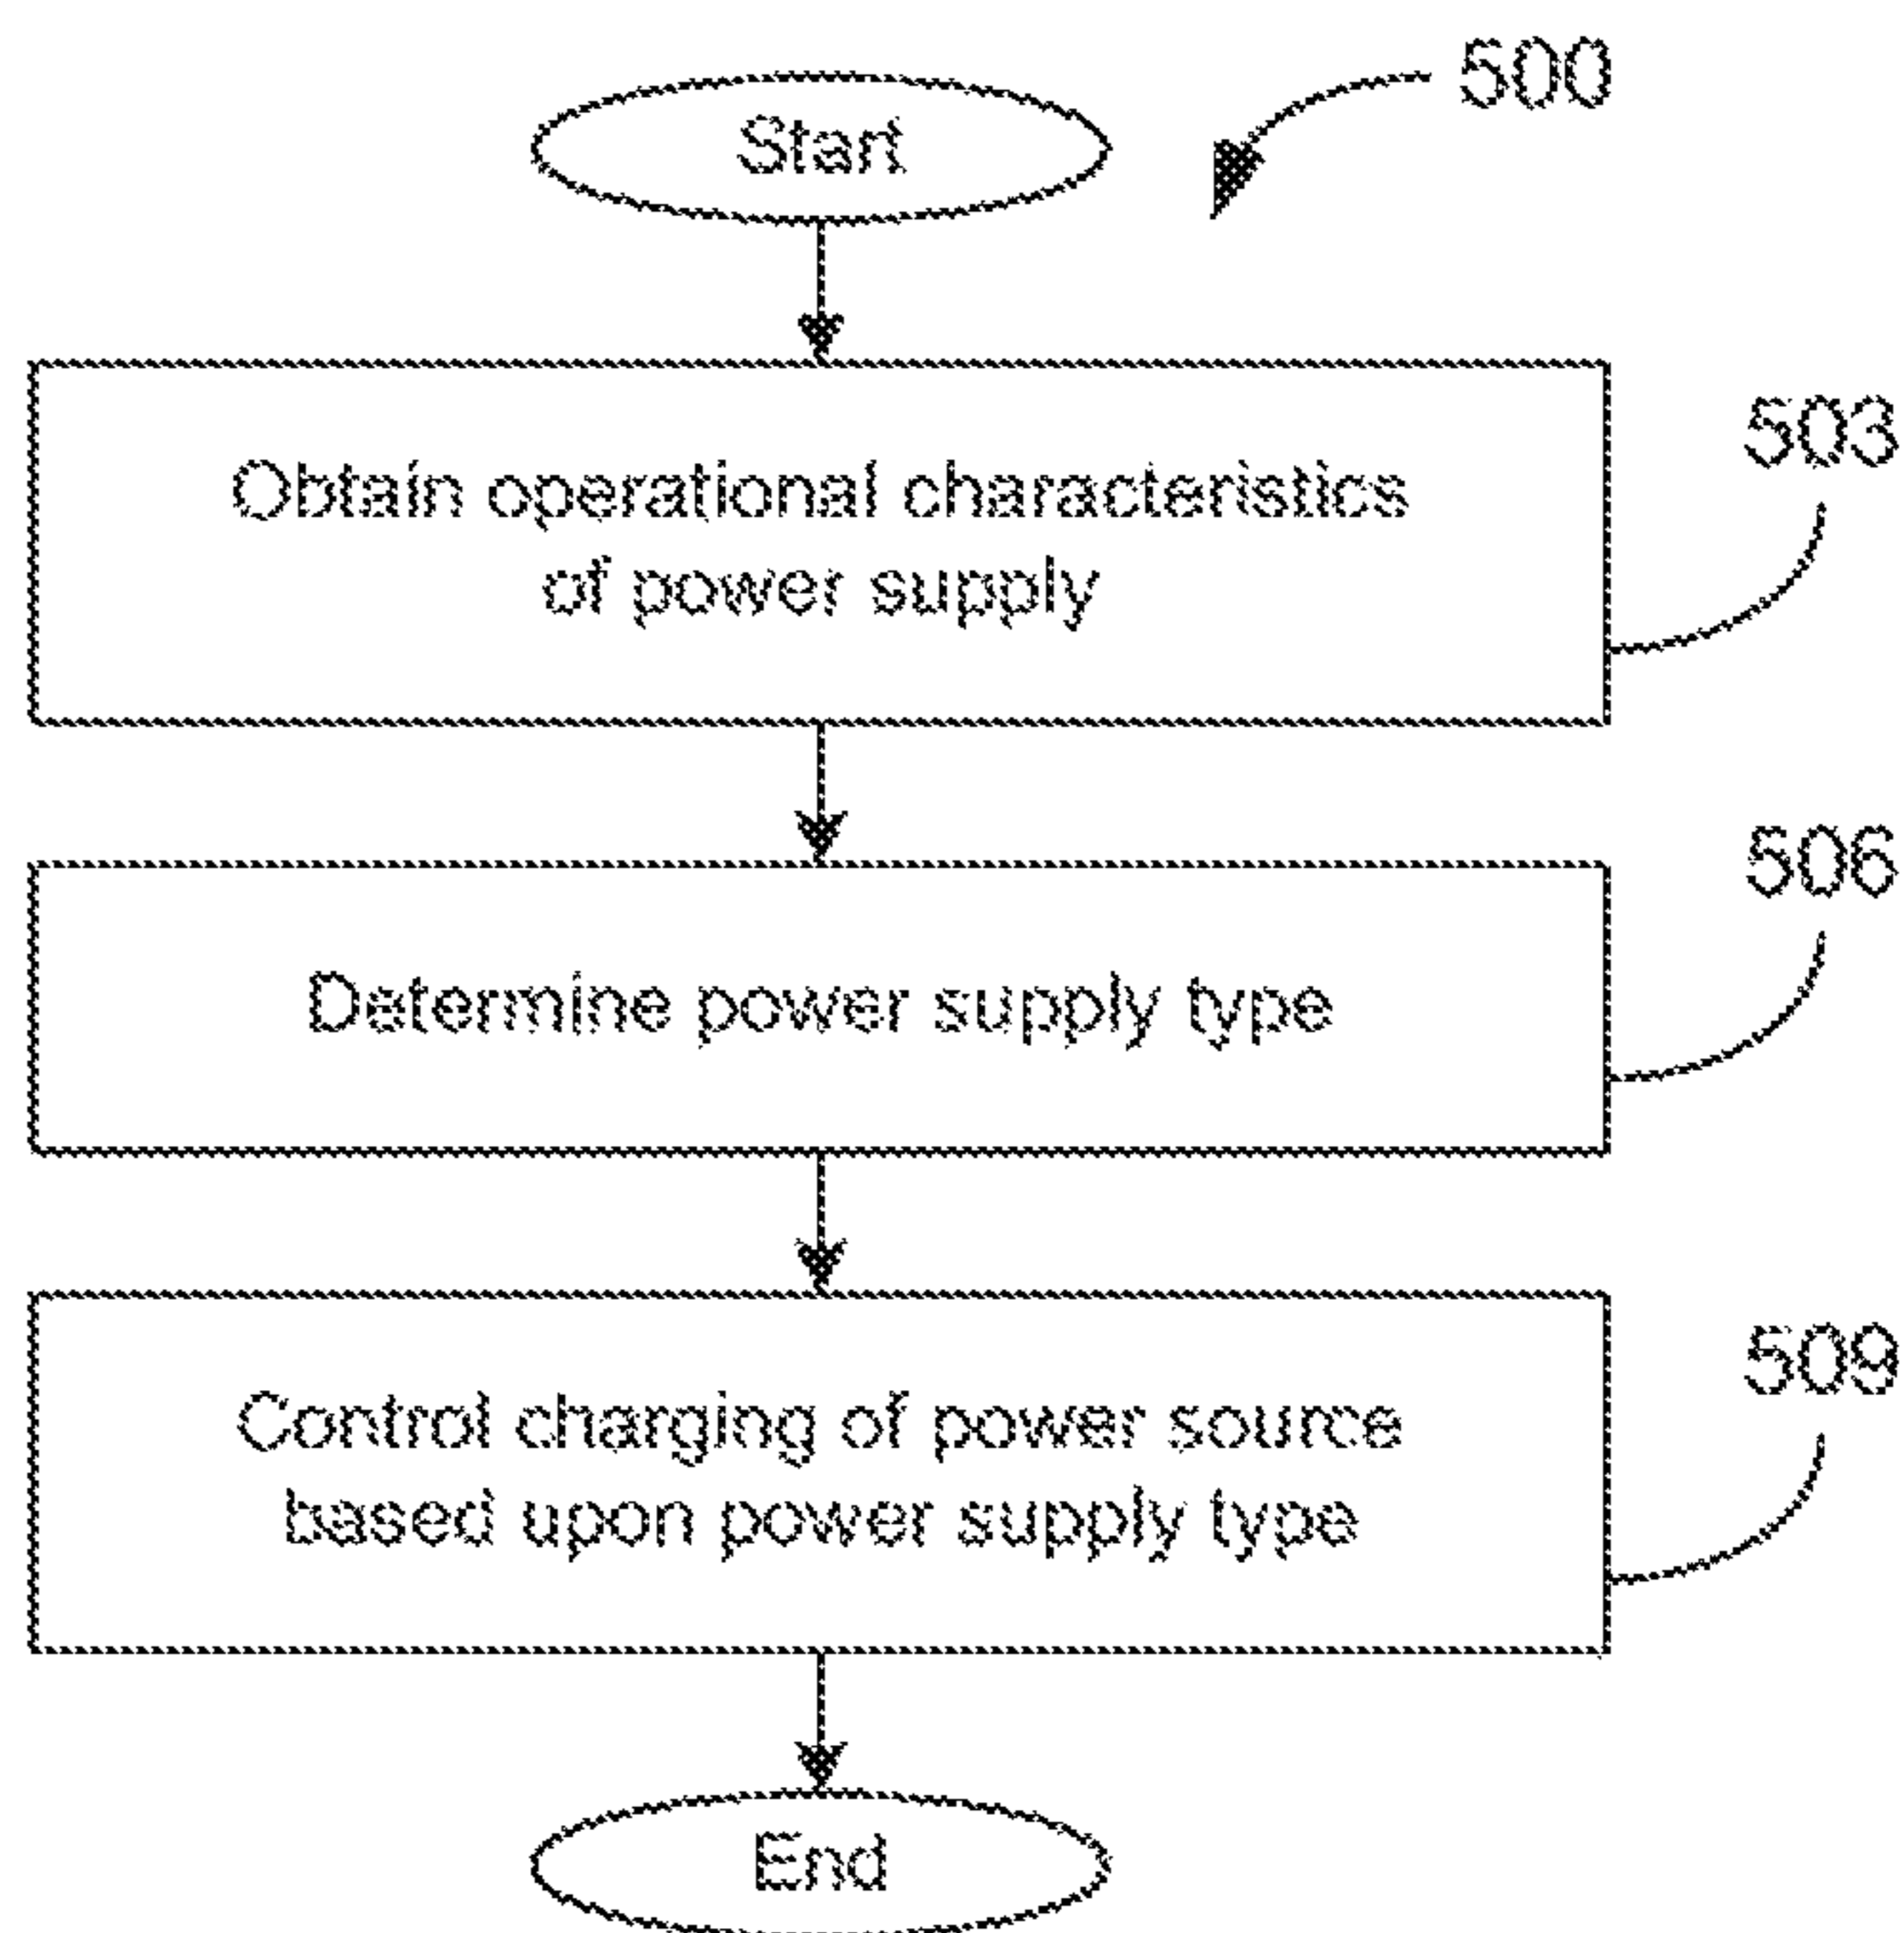 500
Start
503
Obtain operational characteristics
of power supply
506
Determine power supply type
509
Control charging of power source
based upon power supply type
End